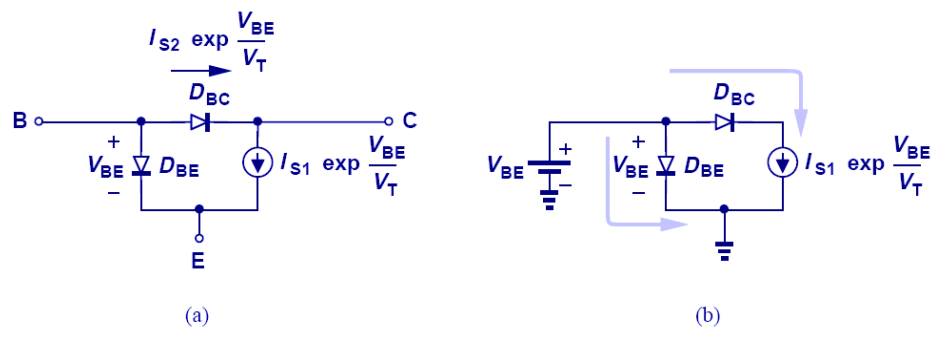 I S2 exp V BE / V T
D BC
B
C
+
V BE
−
D BE
I S1 exp V BE / V T
E
(a)
D BC
V BE
+
−
+
V BE
−
D BE
I S1 exp V BE / V T
(b)